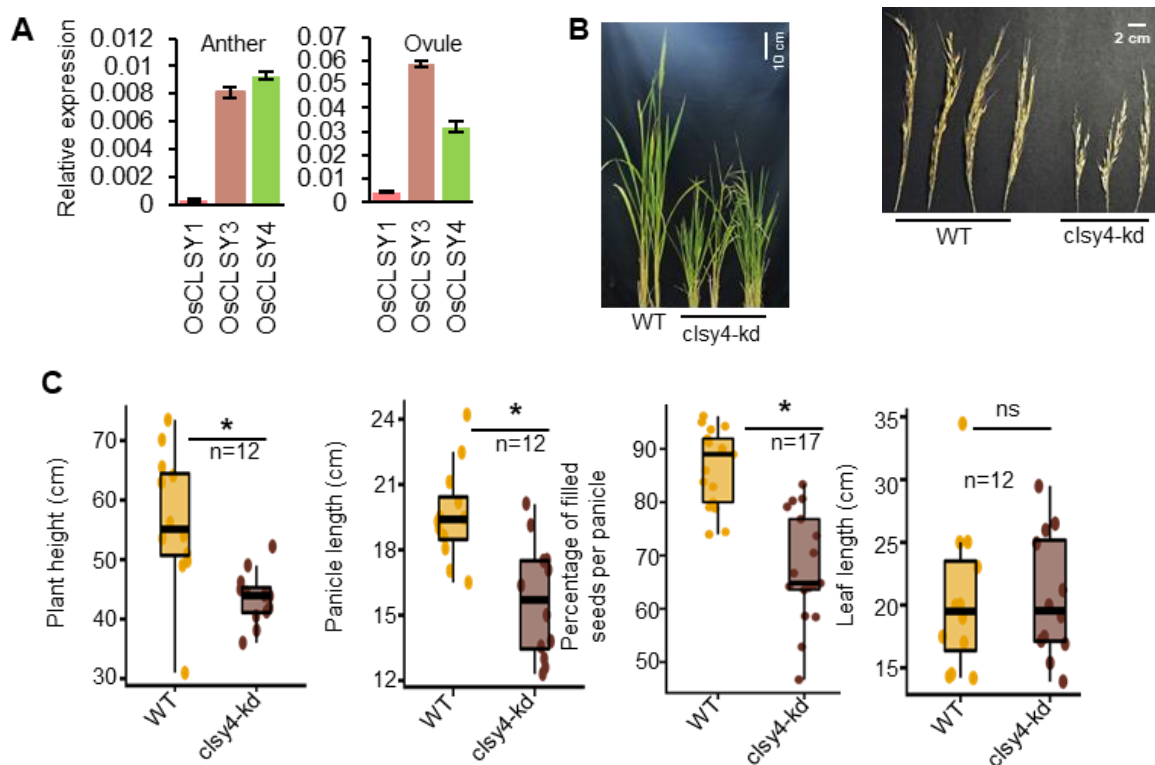 A
Relative expression
0.012
0.01
0.008
0.006
0.004
0.002
0
Anther
OsCLSY1
OsCLSY3
OsCLSY4
0.07
0.06
0.05
0.04
0.03
0.02
0.01
0
Ovule
OsCLSY1
OsCLSY3
OsCLSY4
B
10 cm
WT
clsy4-kd
2 cm
WT
clsy4-kd
C
Plant height (cm)
70
60
50
40
30
*
n=12
WT
clsy4-kd
Panicle length (cm)
24
21
18
15
12
*
n=12
WT
clsy4-kd
Percentage of filled
seeds per panicle
90
80
70
60
50
*
n=17
WT
clsy4-kd
Leaf length (cm)
35
30
25
20
15
ns
n=12
WT
clsy4-kd